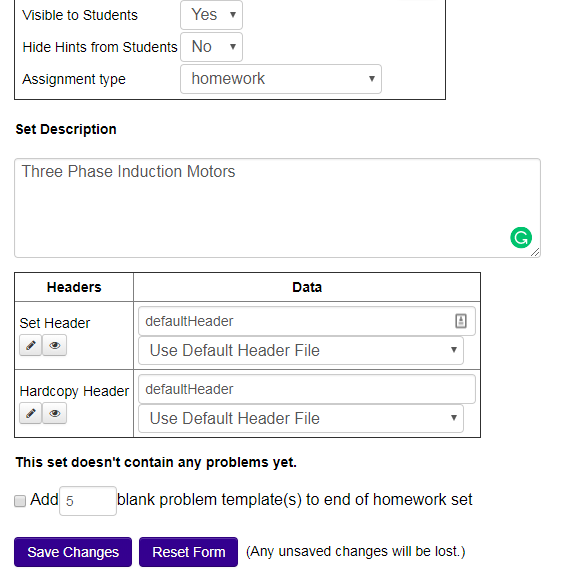 Visible to Students Yes
Hide Hints from Students No
Assignment type homework
Set Description
Three Phase Induction Motors
Headers Data
Set Header defaultHeader
Use Default Header File
Hardcopy Header defaultHeader
Use Default Header File
This set doesn't contain any problems yet.
Add 5 blank problem template(s) to end of homework set
Save Changes Reset Form (Any unsaved changes will be lost.)